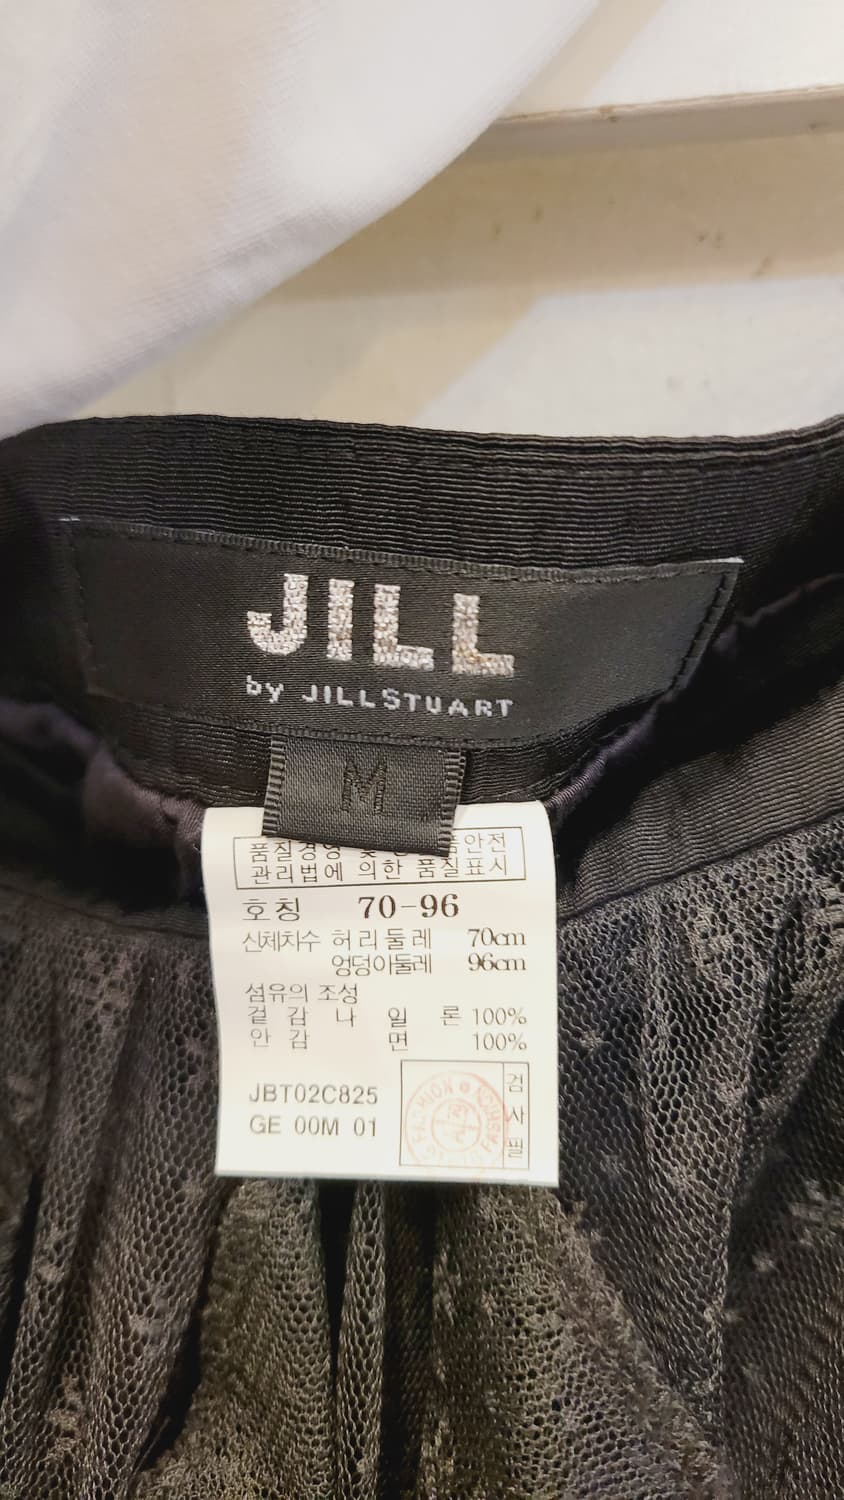 JILL
by JILLSTUART
M
품질경영 및 안전
관리법에 의한 품질표시
호칭 70-96
신체치수 허리둘레 70cm
엉덩이둘레 96cm
섬유의 조성
겉감 나일론 100%
안감 면 100%
JBT02C825
GE 00M 01
검사필
FASHION